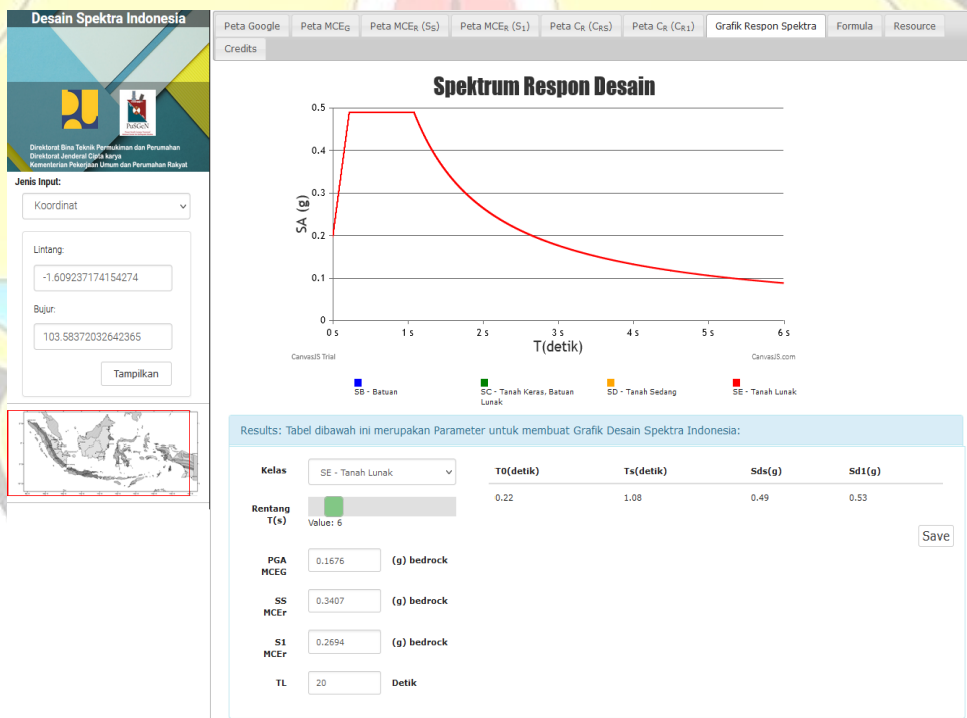 Desain Spektra Indonesia
PUSGeN
Direktorat Bina Teknik Permukiman dan Perumahan
Direktorat Jenderal Cipta karya
Kementerian Pekerjaan Umum dan Perumahan Rakyat
Jenis Input:
Koordinat
Lintang:
-1.609237174154274
Bujur:
103.58372032642365
Tampilkan
Peta Google
Peta MCEG
Peta MCER (SS)
Peta MCER (S1)
Peta CR (CRS)
Peta CR (CR1)
Grafik Respon Spektra
Formula
Resource
Credits
Spektrum Respon Desain
SA (g)
0.5
0.4
0.3
0.2
0.1
0
0 s
1 s
2 s
3 s
4 s
5 s
6 s
T(detik)
CanvasJS Trial
CanvasJS.com
SB - Batuan
SC - Tanah Keras, Batuan
Lunak
SD - Tanah Sedang
SE - Tanah Lunak
Results: Tabel dibawah ini merupakan Parameter untuk membuat Grafik Desain Spektra Indonesia:
Kelas
SE - Tanah Lunak
Rentang
T(s)
Value: 6
PGA
MCEG
0.1676
(g) bedrock
SS
MCEr
0.3407
(g) bedrock
S1
MCEr
0.2694
(g) bedrock
TL
20
Detik
T0(detik) Ts(detik) Sds(g) Sd1(g)
0.22 1.08 0.49 0.53
Save